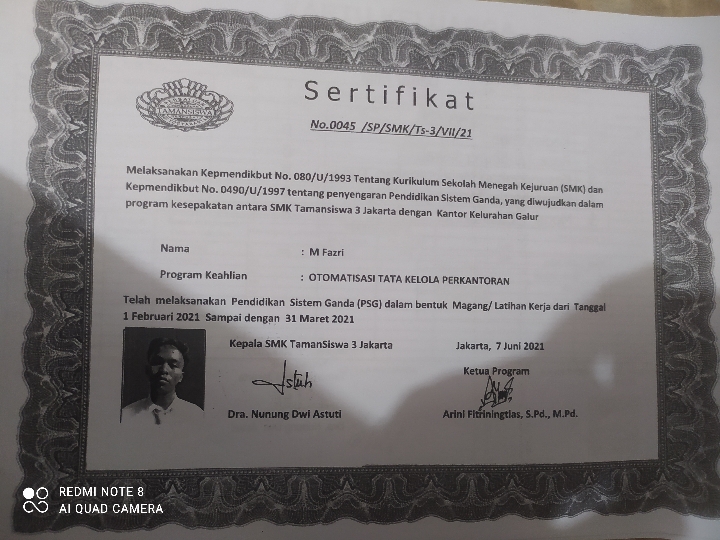 TAMANSISWA
Sertifikat
No.0045 /SP/SMK/Ts-3/VII/21
Melaksanakan Kepmendikbut No. 080/U/1993 Tentang Kurikulum Sekolah Menegah Kejuruan (SMK) dan
Kepmendikbut No. 0490/U/1997 tentang penyengaran Pendidikan Sistem Ganda, yang diwujudkan dalam
program kesepakatan antara SMK Tamansiswa 3 Jakarta dengan Kantor Kelurahan Galur
Nama : M Fazri
Program Keahlian : OTOMATISASI TATA KELOLA PERKANTORAN
Telah melaksanakan Pendidikan Sistem Ganda (PSG) dalam bentuk Magang/ Latihan Kerja dari Tanggal
1 Februari 2021 Sampai dengan 31 Maret 2021
Kepala SMK TamanSiswa 3 Jakarta
Jakarta, 7 Juni 2021
Ketua Program
Astuti
Dra. Nunung Dwi Astuti
Arini Fitriningtias, S.Pd., M.Pd.
REDMI NOTE 8
AI QUAD CAMERA